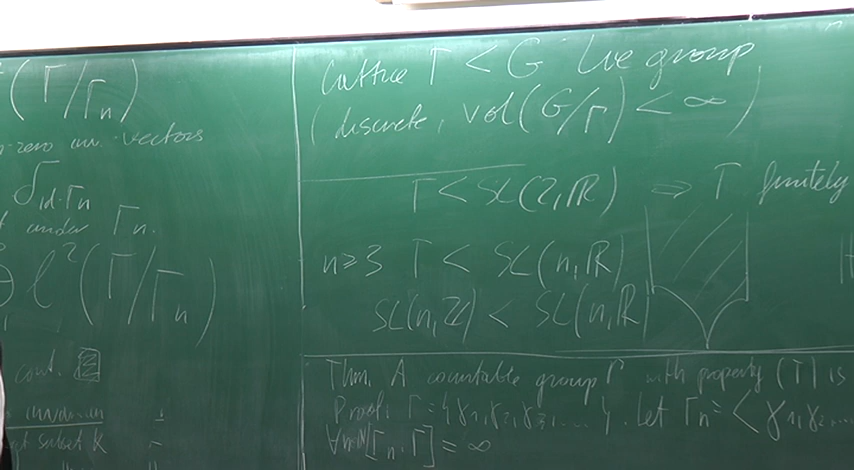 (Γ/Γn)
-zero inv. vectors
δ id·Γn
under Γn.
⊕ ℓ²(Γ/Γn)
cont.
subset K
Lattice Γ < G Lie group
(discrete, vol(G/Γ) < ∞)
Γ < SL(2,ℝ) ⇒ Γ finitely
n≥3 Γ < SL(n,ℝ)
SL(n,ℤ) < SL(n,ℝ)
Thm. A countable group Γ with property (T) is
Proof: Γ = {γ1,γ2,γ3,... }. Let Γn = <γ1,γ2...
[Γn:Γ] = ∞